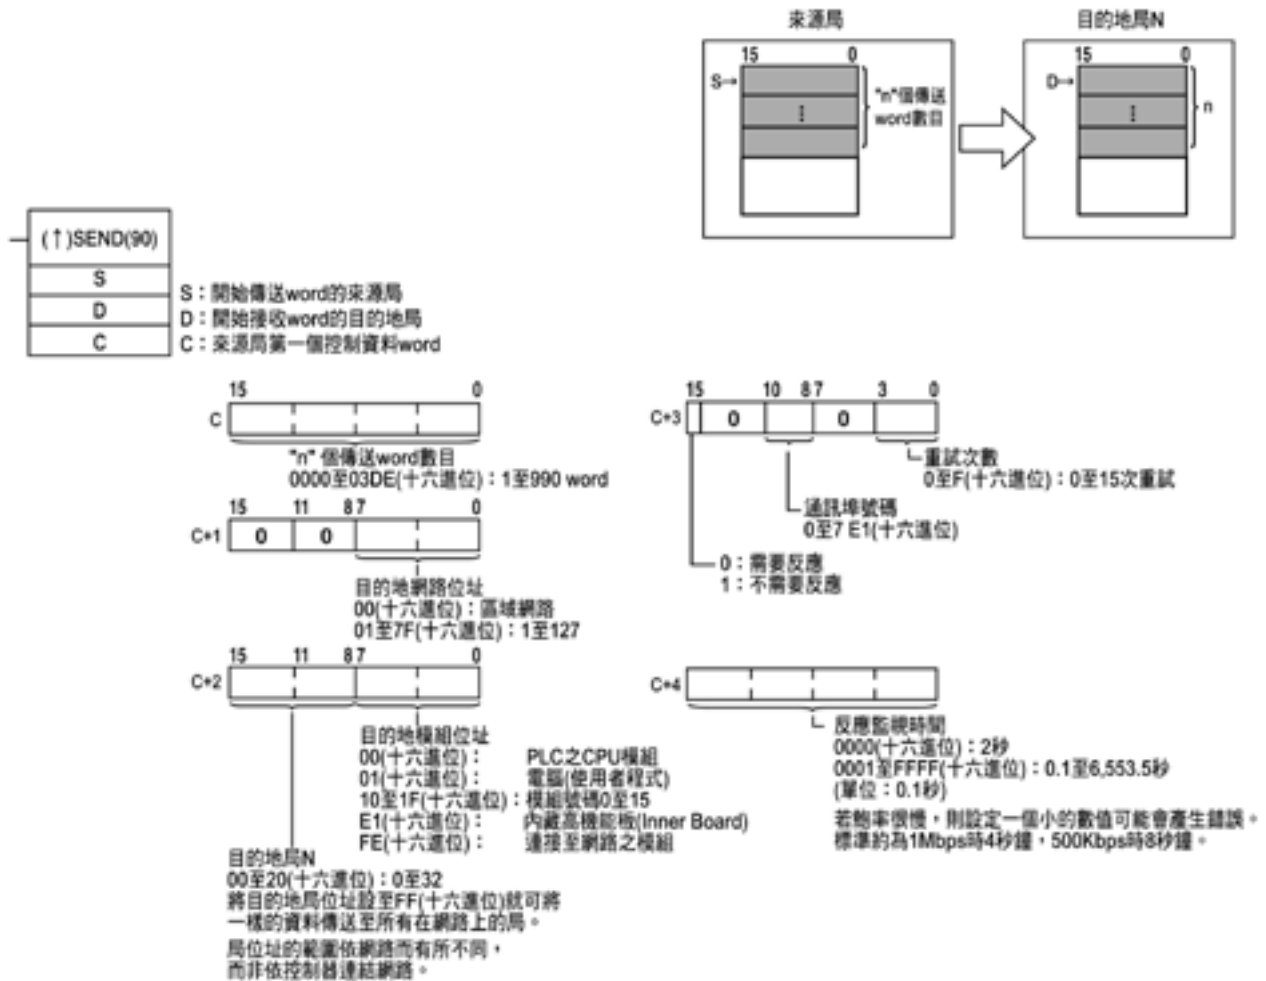 來源局
目的地局N
15 0
15 0
S→
"n"個傳送
word數目
D→
n
⋮
⋮
(↑)SEND(90)
S
D
C
S：開始傳送word的來源局
D：開始接收word的目的地局
C：來源局第一個控制資料word
15 0
C
"n" 個傳送word數目
0000至03DE(十六進位)：1至990 word
15 11 8 7 0
C+1 0 0
目的地網路位址
00(十六進位)：區域網路
01至7F(十六進位)：1至127
15 11 8 7 0
C+2
目的地模組位址
00(十六進位)： PLC之CPU模組
01(十六進位)： 電腦(使用者程式)
10至1F(十六進位)：模組號碼0至15
E1(十六進位)： 內藏高機能板(Inner Board)
FE(十六進位)： 連接至網路之模組
目的地局N
00至20(十六進位)：0至32
將目的地局位址設至FF(十六進位)就可將
一樣的資料傳送至所有在網路上的局。
局位址的範圍依網路而有所不同，
而非依控制器連結網路。
15 10 8 7 3 0
C+3 0 0
重試次數
0至F(十六進位)：0至15次重試
通訊埠號碼
0至7 E1(十六進位)
0：需要反應
1：不需要反應
C+4
反應監視時間
0000(十六進位)：2秒
0001至FFFF(十六進位)：0.1至6,553.5秒
(單位：0.1秒)
若鮑率很慢，則設定一個小的數值可能會產生錯誤。
標準約為1Mbps時4秒鐘，500Kbps時8秒鐘。